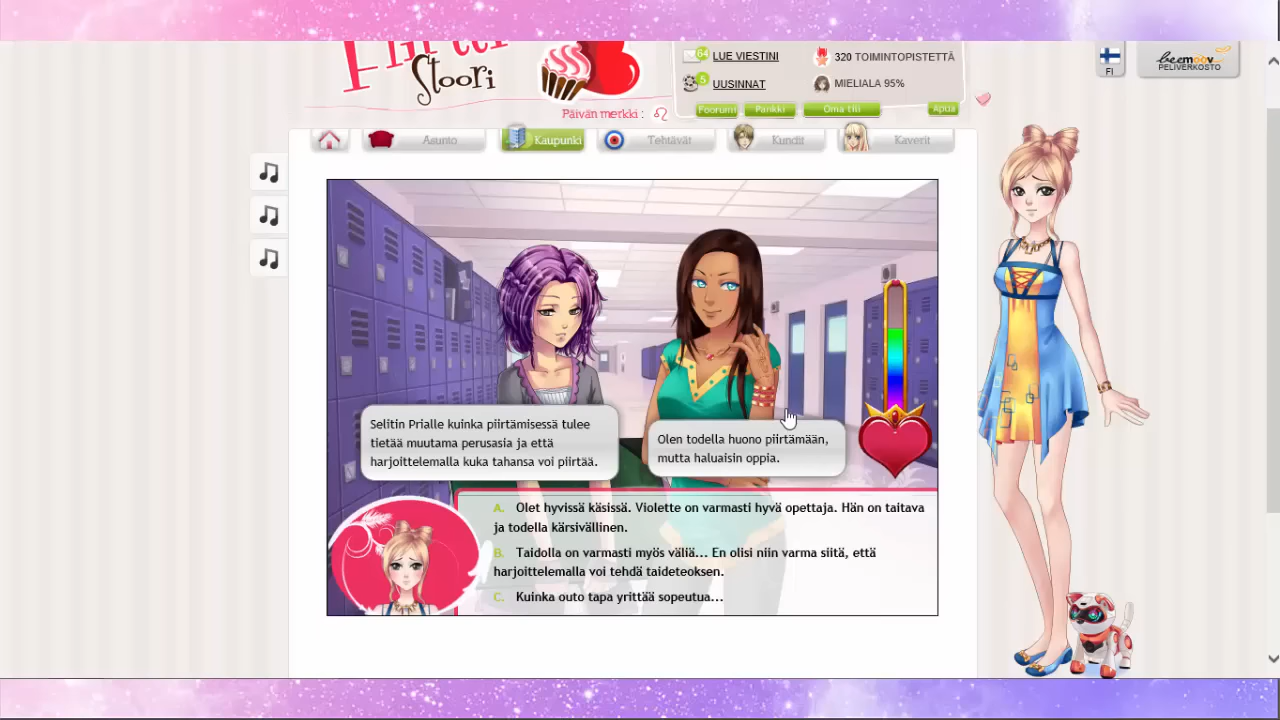 Stoori
64
LUE VIESTINI
320 TOIMINTOPISTETTÄ
5
UUSINNAT
MIELIALA 95%
FI
beemoov
PELIVERKOSTO
Päivän merkki :
Foorumi
Pankki
Oma tili
Apua
Asunto
Kaupunki
Tehtävät
Kundit
Kaverit
Selitin Prialle kuinka piirtämisessä tulee
tietää muutama perusasia ja että
harjoittelemalla kuka tahansa voi piirtää.
Olen todella huono piirtämään,
mutta haluaisin oppia.
A. Olet hyvissä käsissä. Violette on varmasti hyvä opettaja. Hän on taitava
ja todella kärsivällinen.
B. Taidolla on varmasti myös väliä... En olisi niin varma siitä, että
harjoittelemalla voi tehdä taideteoksen.
C. Kuinka outo tapa yrittää sopeutua...